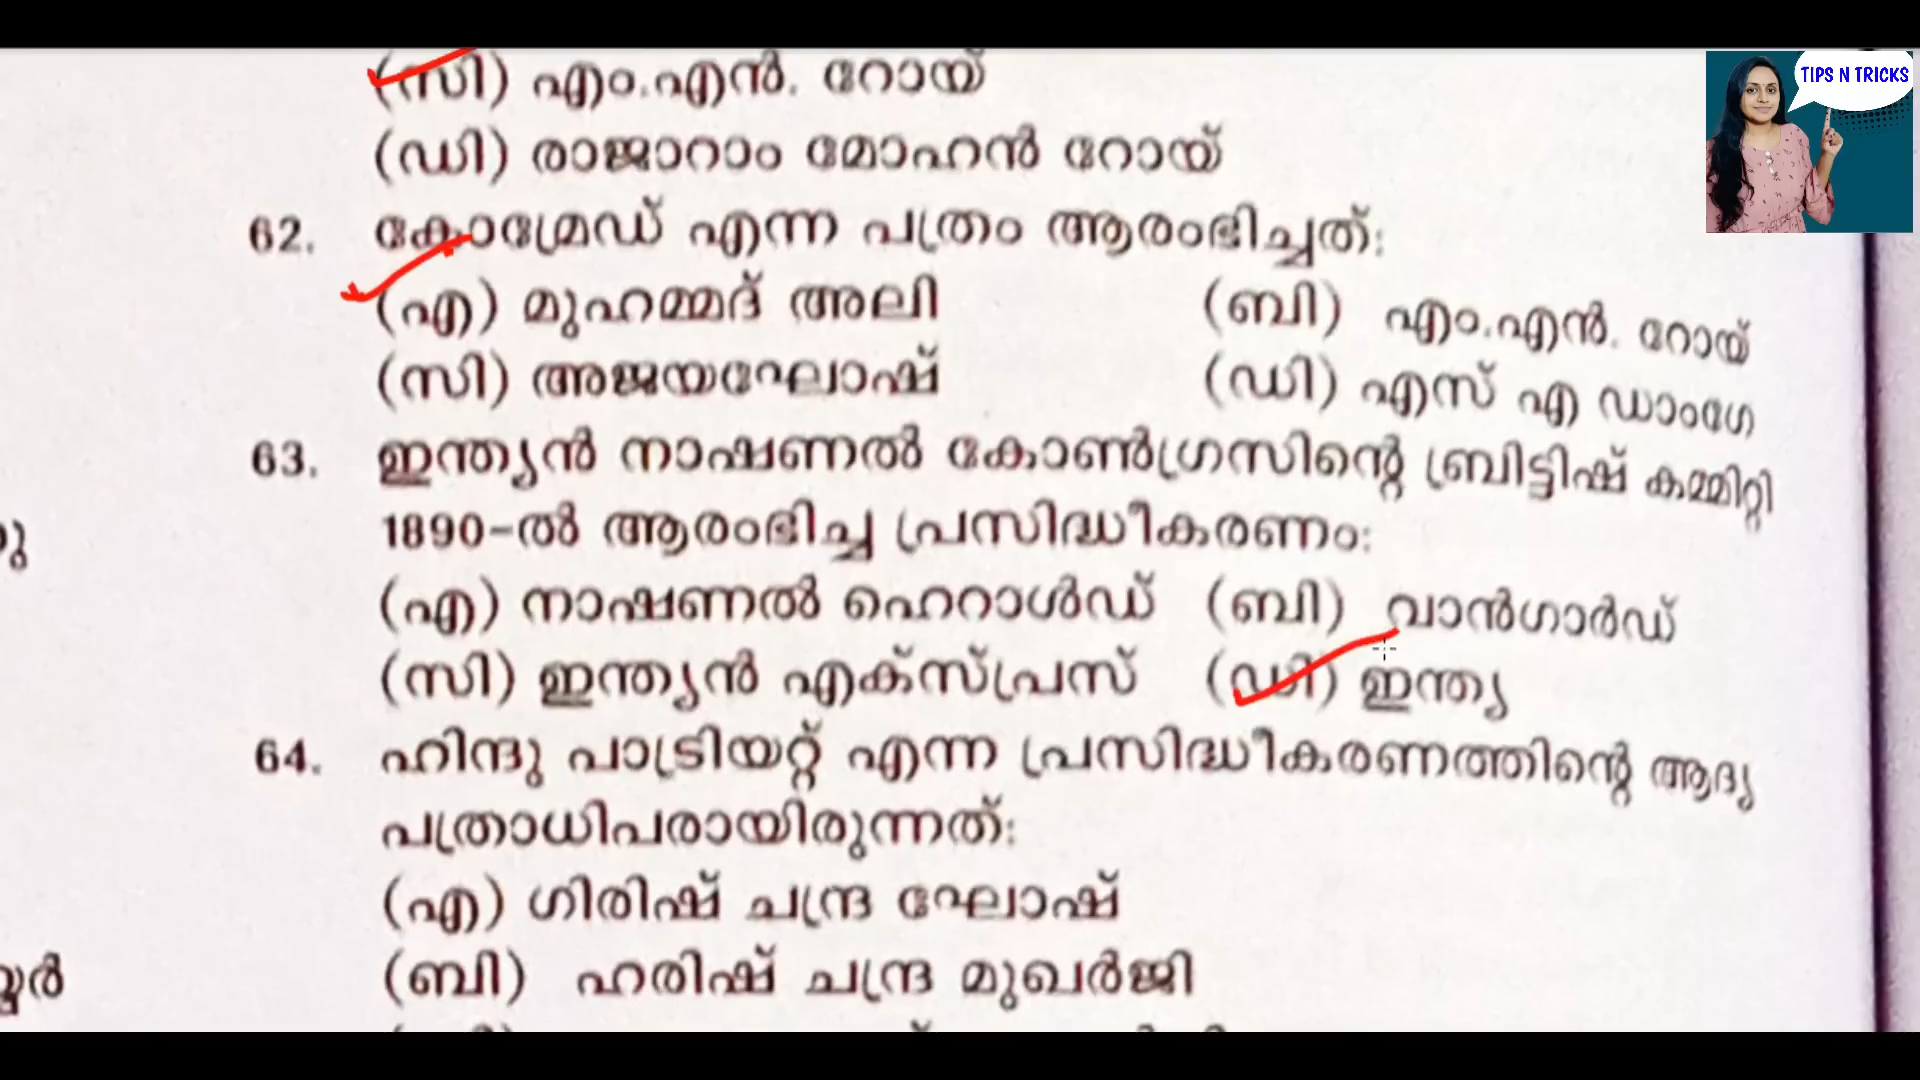 TIPS N TRICKS
(സി) എം.എൻ. റോയ്
(ഡി) രാജാറാം മോഹൻ റോയ്
62. കോമ്രേഡ് എന്ന പത്രം ആരംഭിച്ചത്:
(എ) മുഹമ്മദ് അലി (ബി) എം.എൻ. റോയ്
(സി) അജയഘോഷ് (ഡി) എസ് എ ഡാംഗേ
63. ഇന്ത്യൻ നാഷണൽ കോൺഗ്രസിന്റെ ബ്രിട്ടീഷ് കമ്മിറ്റി
1890-ൽ ആരംഭിച്ച പ്രസിദ്ധീകരണം:
(എ) നാഷണൽ ഹെറാൾഡ് (ബി) വാൻഗാർഡ്
(സി) ഇന്ത്യൻ എക്സ്പ്രസ് (ഡി) ഇന്ത്യ
64. ഹിന്ദു പാട്രിയറ്റ് എന്ന പ്രസിദ്ധീകരണത്തിന്റെ ആദ്യ
പത്രാധിപരായിരുന്നത്:
(എ) ഗിരിഷ് ചന്ദ്ര ഘോഷ്
(ബി) ഹരിഷ് ചന്ദ്ര മുഖർജി